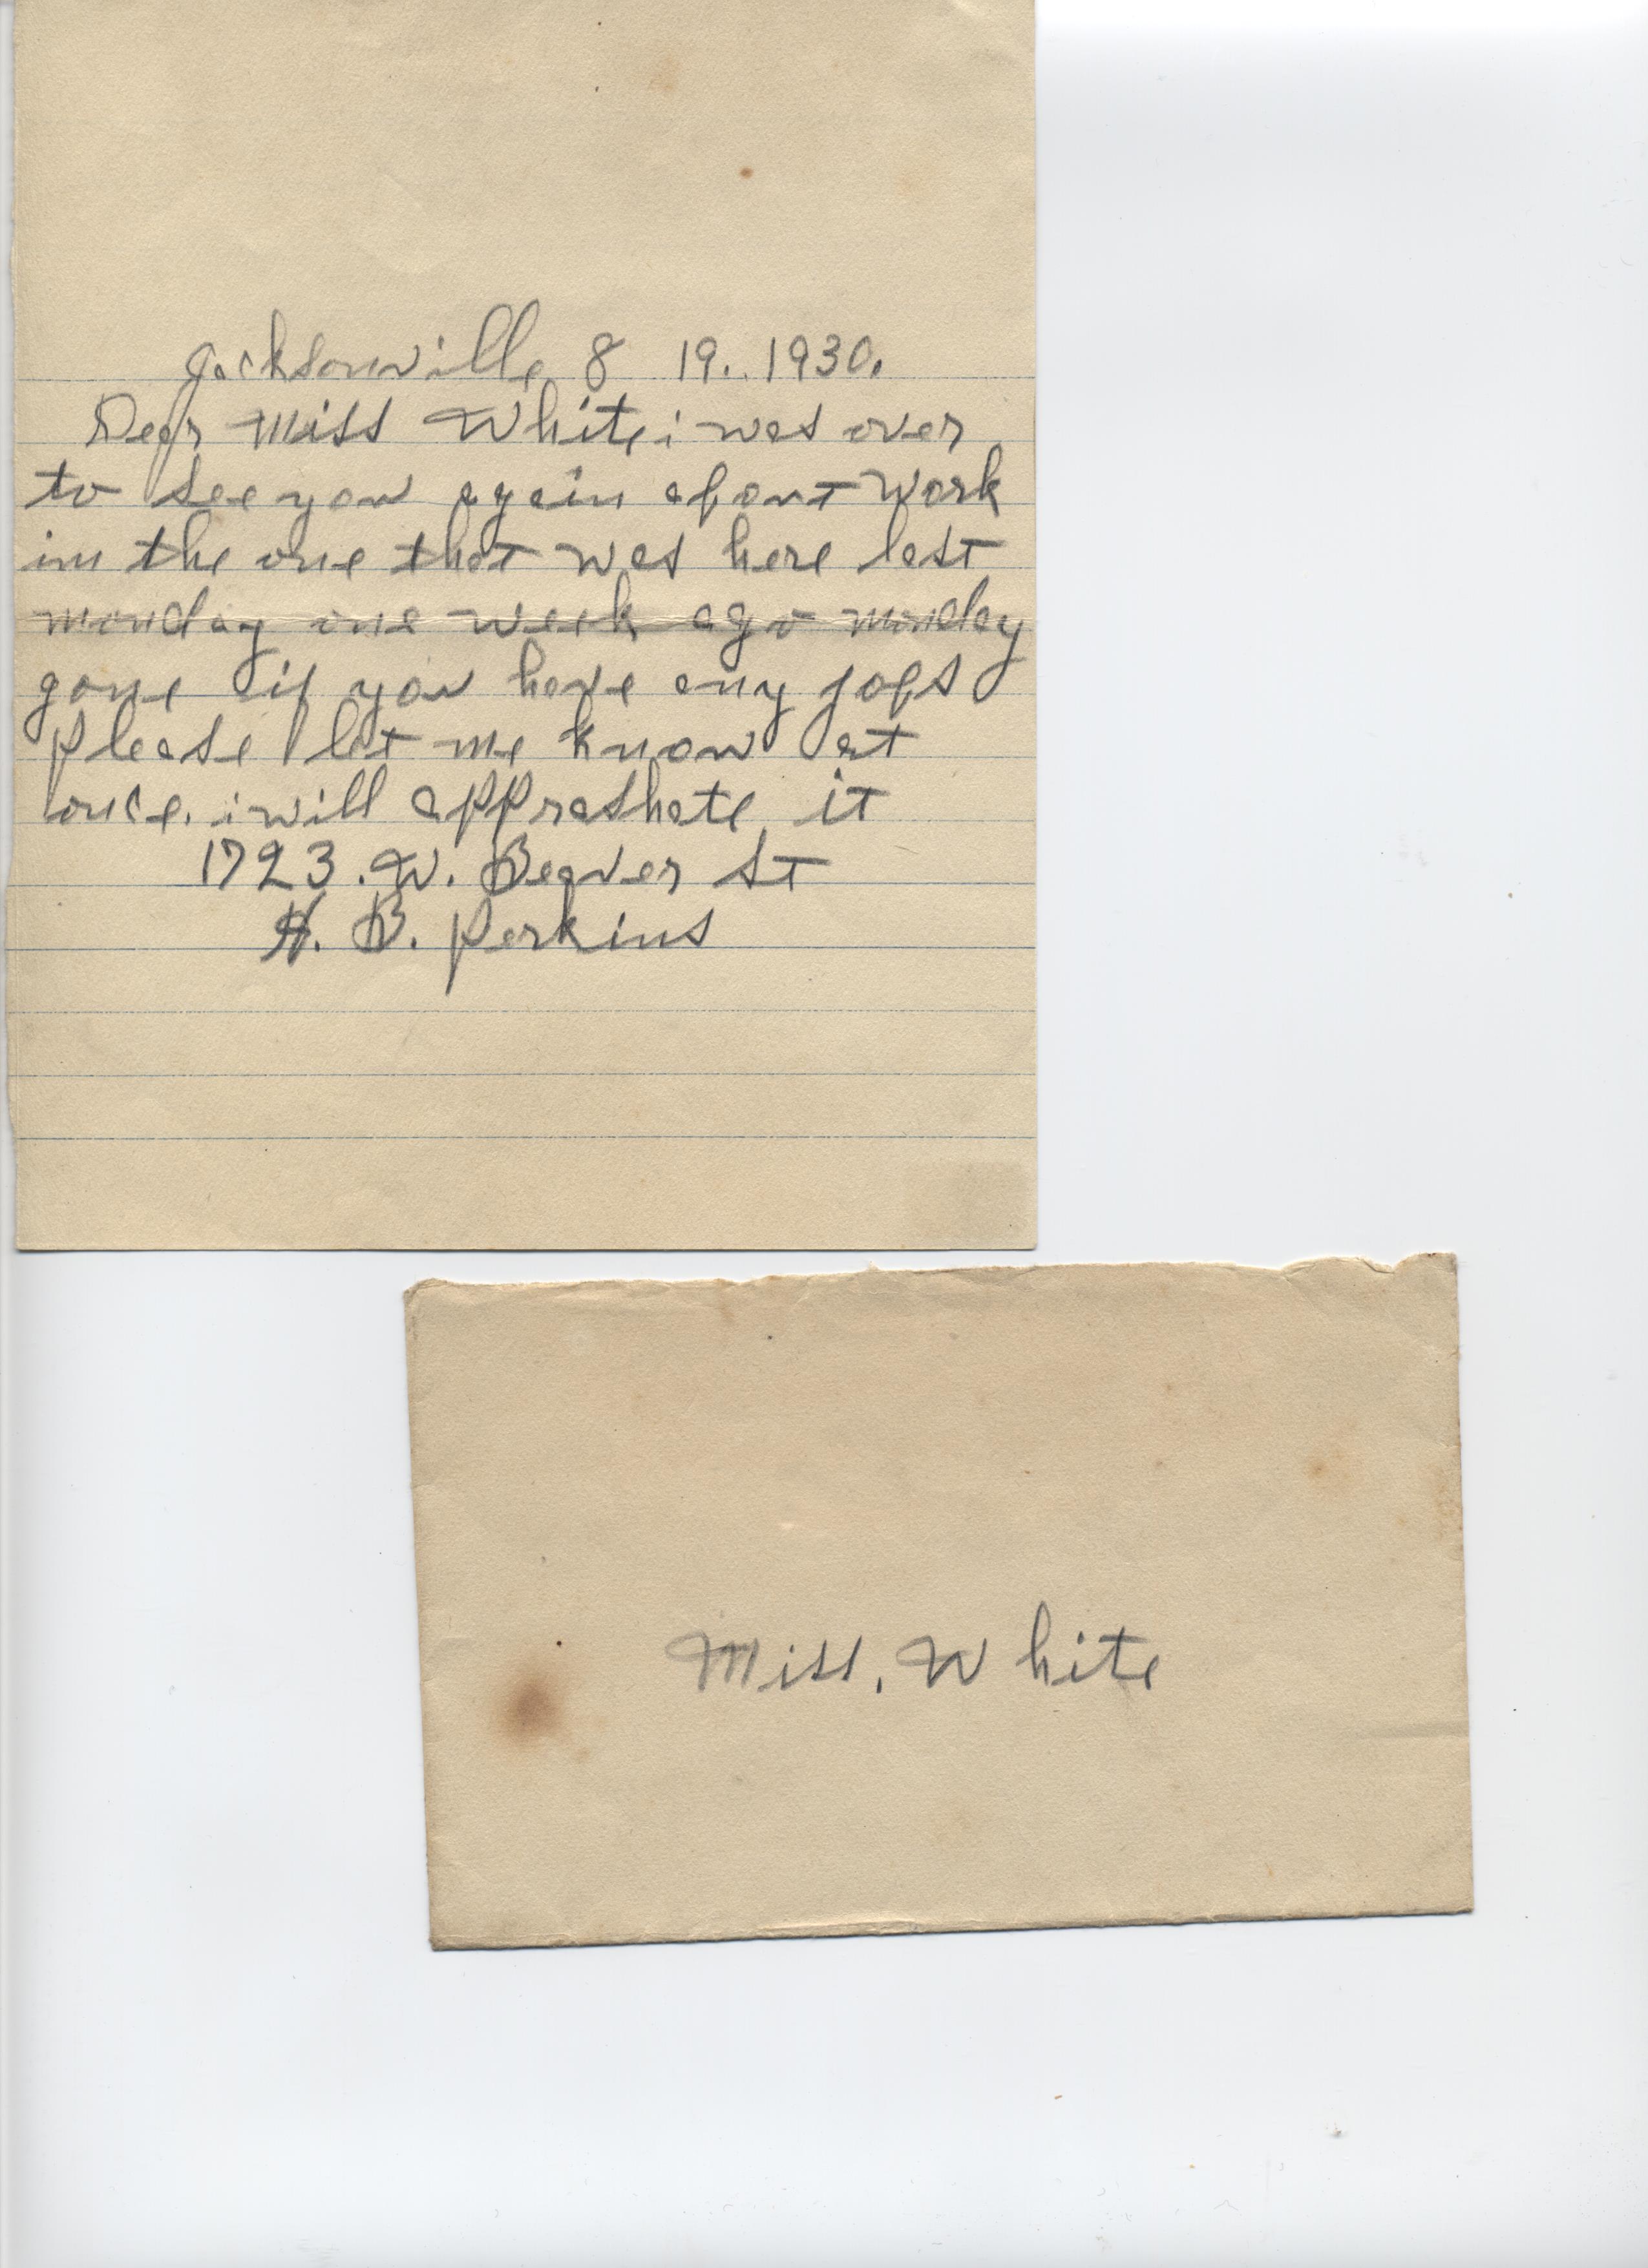 Jacksonville 8 19.. 1930.
Dear Miss White i was over
to see you again about work
im the one that was here last
monday one week ago monday
gone if you have any jobs
please let me know at
once. i will appreshate it
1723. W. Beaver St
H. B. Perkins
Miss. White